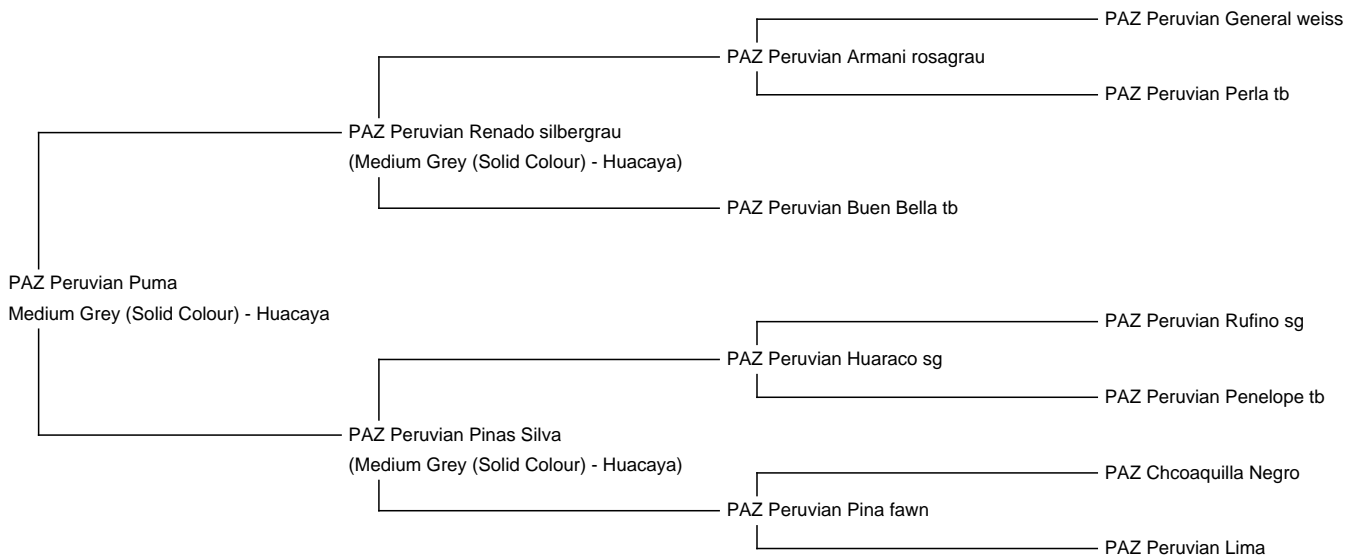 PAZ Peruvian General weiss
PAZ Peruvian Armani rosagrau
PAZ Peruvian Perla tb
PAZ Peruvian Renado silbergrau
(Medium Grey (Solid Colour) - Huacaya)
PAZ Peruvian Buen Bella tb
PAZ Peruvian Puma
Medium Grey (Solid Colour) - Huacaya
PAZ Peruvian Rufino sg
PAZ Peruvian Huaraco sg
PAZ Peruvian Penelope tb
PAZ Peruvian Pinas Silva
(Medium Grey (Solid Colour) - Huacaya)
PAZ Chcoaquilla Negro
PAZ Peruvian Pina fawn
PAZ Peruvian Lima